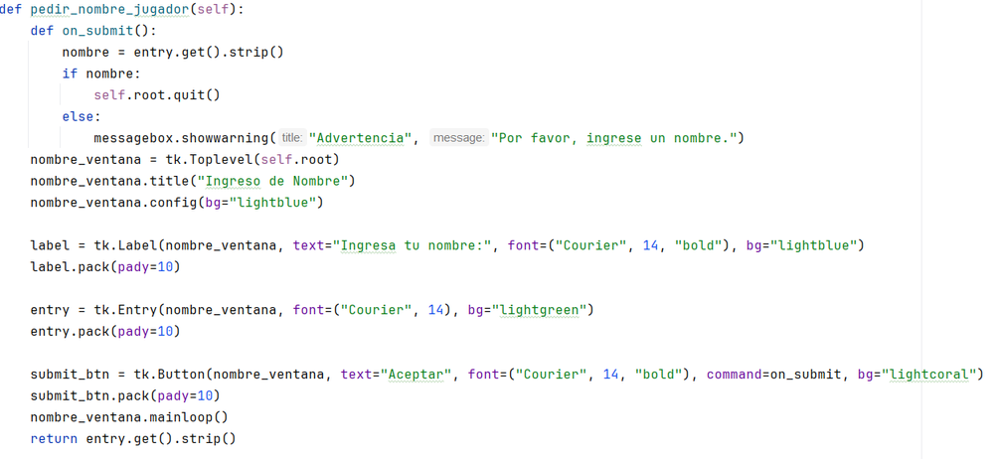 def pedir_nombre_jugador(self):
    def on_submit():
        nombre = entry.get().strip()
        if nombre:
            self.root.quit()
        else:
            messagebox.showwarning( title: "Advertencia", message: "Por favor, ingrese un nombre.")
    nombre_ventana = tk.Toplevel(self.root)
    nombre_ventana.title("Ingreso de Nombre")
    nombre_ventana.config(bg="lightblue")

    label = tk.Label(nombre_ventana, text="Ingresa tu nombre:", font=("Courier", 14, "bold"), bg="lightblue")
    label.pack(pady=10)

    entry = tk.Entry(nombre_ventana, font=("Courier", 14), bg="lightgreen")
    entry.pack(pady=10)

    submit_btn = tk.Button(nombre_ventana, text="Aceptar", font=("Courier", 14, "bold"), command=on_submit, bg="lightcoral")
    submit_btn.pack(pady=10)
    nombre_ventana.mainloop()
    return entry.get().strip()